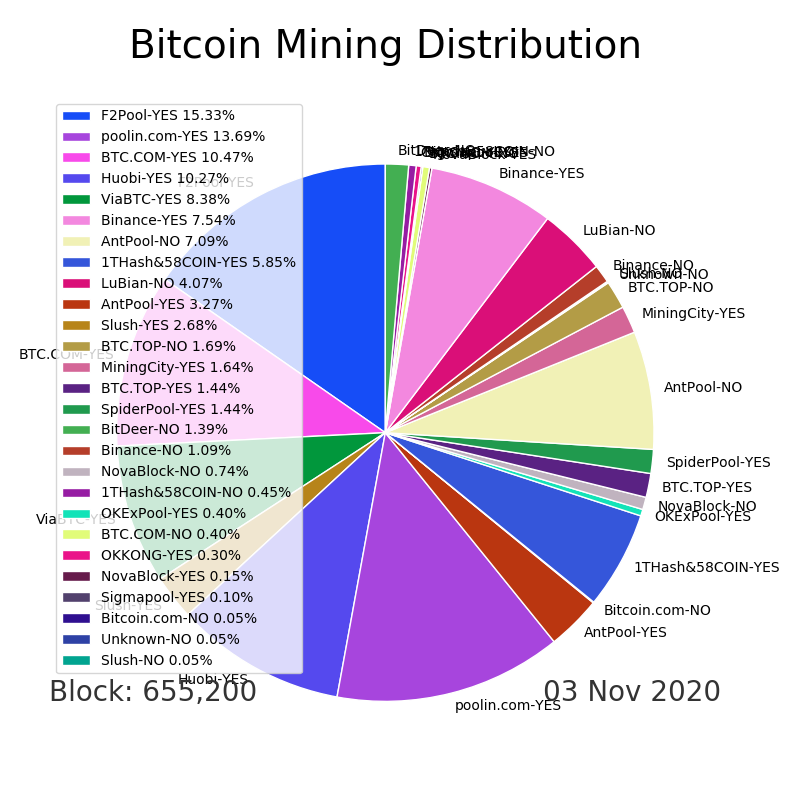 Bitcoin Mining Distribution
F2Pool-YES 15.33%
poolin.com-YES 13.69%
BTC.COM-YES 10.47%
Huobi-YES 10.27%
ViaBTC-YES 8.38%
Binance-YES 7.54%
AntPool-NO 7.09%
1THash&58COIN-YES 5.85%
LuBian-NO 4.07%
AntPool-YES 3.27%
Slush-YES 2.68%
BTC.TOP-NO 1.69%
MiningCity-YES 1.64%
BTC.TOP-YES 1.44%
SpiderPool-YES 1.44%
BitDeer-NO 1.39%
Binance-NO 1.09%
NovaBlock-NO 0.74%
1THash&58COIN-NO 0.45%
OKExPool-YES 0.40%
BTC.COM-NO 0.40%
OKKONG-YES 0.30%
NovaBlock-YES 0.15%
Sigmapool-YES 0.10%
Bitcoin.com-NO 0.05%
Unknown-NO 0.05%
Slush-NO 0.05%
F2Pool-YES
BTC.COM-YES
ViaBTC-YES
Slush-YES
Huobi-YES
poolin.com-YES
AntPool-YES
Bitcoin.com-NO
1THash&58COIN-YES
OKExPool-YES
NovaBlock-NO
BTC.TOP-YES
SpiderPool-YES
AntPool-NO
MiningCity-YES
BTC.TOP-NO
Unknown-NO
Slush-NO
Binance-NO
LuBian-NO
Binance-YES
NovaBlock-YES
Block: 655,200
03 Nov 2020